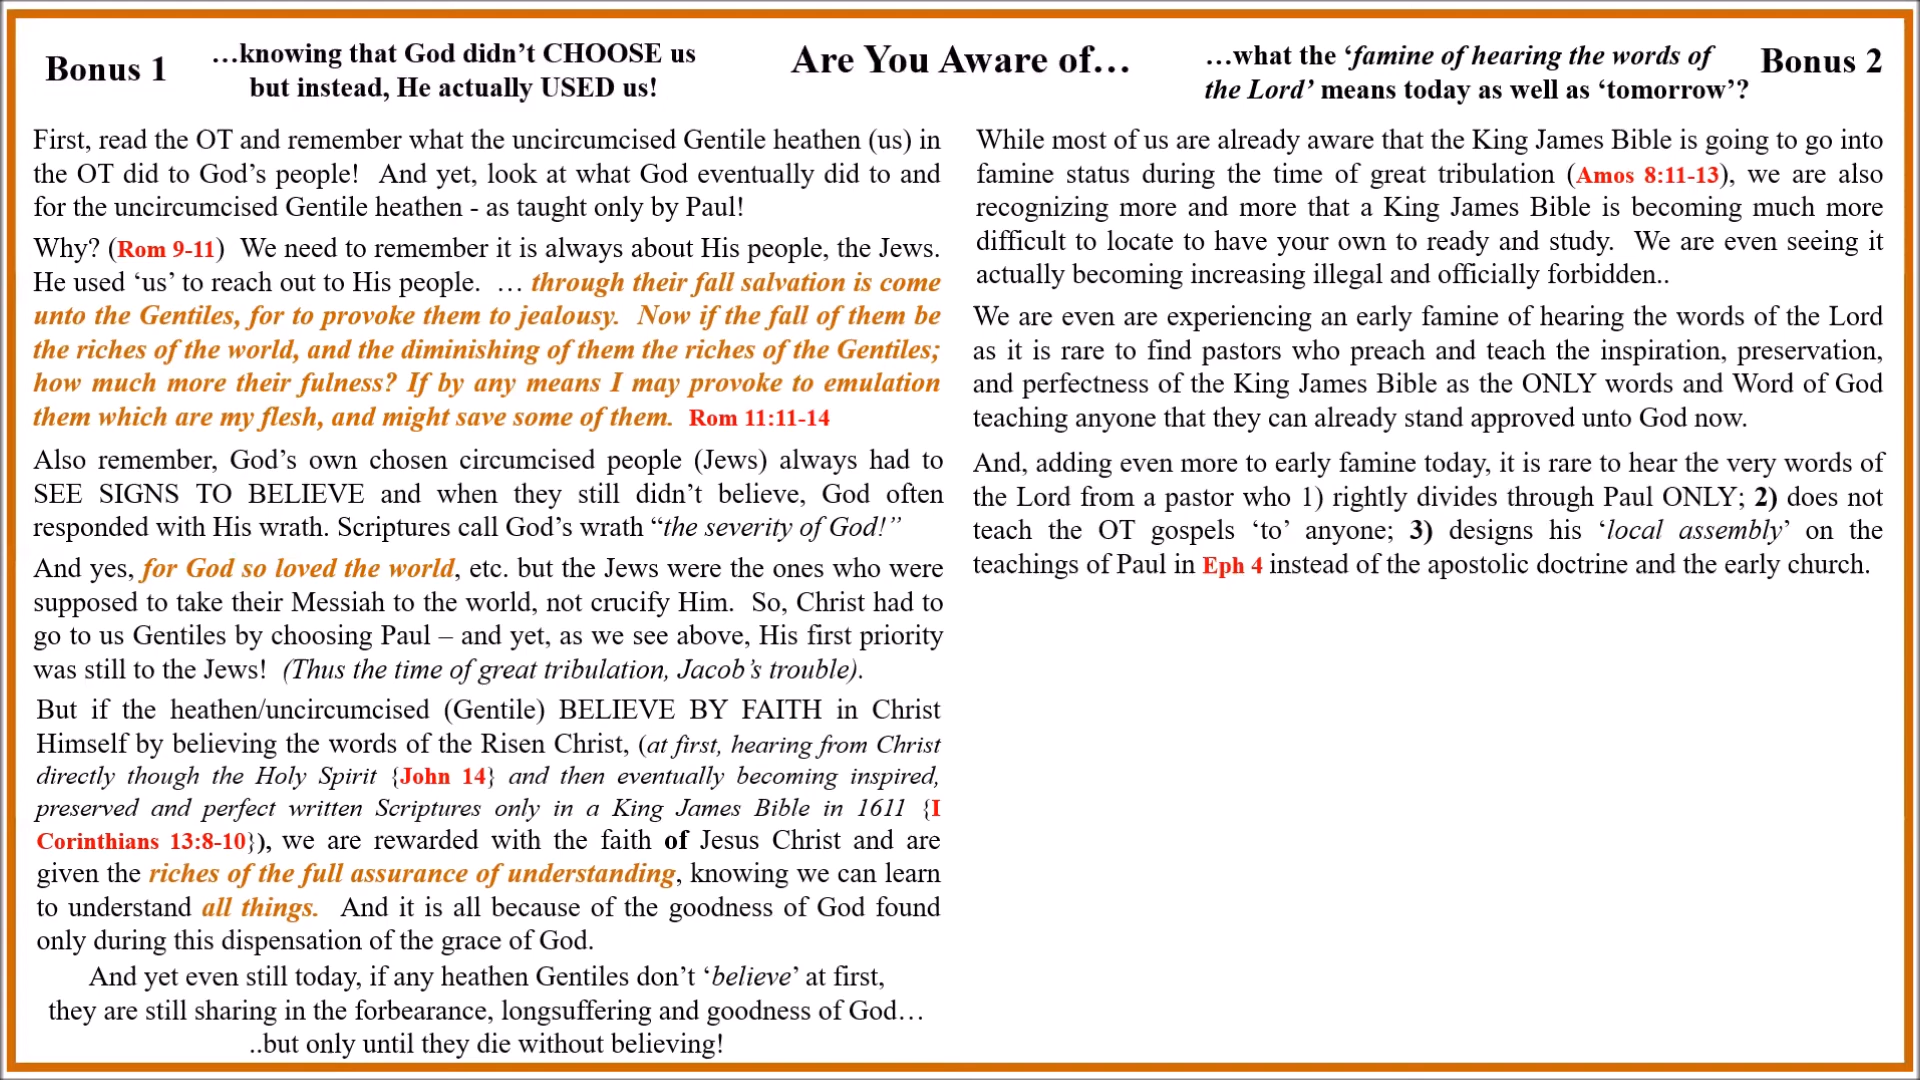 Bonus 1
…knowing that God didn’t CHOOSE us
but instead, He actually USED us!
Are You Aware of…
…what the ‘famine of hearing the words of
the Lord’ means today as well as ‘tomorrow’?
Bonus 2
First, read the OT and remember what the uncircumcised Gentile heathen (us) in
the OT did to God’s people! And yet, look at what God eventually did to and
for the uncircumcised Gentile heathen - as taught only by Paul!
Why? (Rom 9-11) We need to remember it is always about His people, the Jews.
He used ‘us’ to reach out to His people. … through their fall salvation is come
unto the Gentiles, for to provoke them to jealousy. Now if the fall of them be
the riches of the world, and the diminishing of them the riches of the Gentiles;
how much more their fulness? If by any means I may provoke to emulation
them which are my flesh, and might save some of them. Rom 11:11-14
Also remember, God’s own chosen circumcised people (Jews) always had to
SEE SIGNS TO BELIEVE and when they still didn’t believe, God often
responded with His wrath. Scriptures call God’s wrath “the severity of God!”
And yes, for God so loved the world, etc. but the Jews were the ones who were
supposed to take their Messiah to the world, not crucify Him. So, Christ had to
go to us Gentiles by choosing Paul – and yet, as we see above, His first priority
was still to the Jews! (Thus the time of great tribulation, Jacob’s trouble).
But if the heathen/uncircumcised (Gentile) BELIEVE BY FAITH in Christ
Himself by believing the words of the Risen Christ, (at first, hearing from Christ
directly though the Holy Spirit {John 14} and then eventually becoming inspired,
preserved and perfect written Scriptures only in a King James Bible in 1611 {I
Corinthians 13:8-10}), we are rewarded with the faith of Jesus Christ and are
given the riches of the full assurance of understanding, knowing we can learn
to understand all things. And it is all because of the goodness of God found
only during this dispensation of the grace of God.
And yet even still today, if any heathen Gentiles don’t ‘believe’ at first,
they are still sharing in the forbearance, longsuffering and goodness of God…
..but only until they die without believing!
While most of us are already aware that the King James Bible is going to go into
famine status during the time of great tribulation (Amos 8:11-13), we are also
recognizing more and more that a King James Bible is becoming much more
difficult to locate to have your own to ready and study. We are even seeing it
actually becoming increasing illegal and officially forbidden..
We are even are experiencing an early famine of hearing the words of the Lord
as it is rare to find pastors who preach and teach the inspiration, preservation,
and perfectness of the King James Bible as the ONLY words and Word of God
teaching anyone that they can already stand approved unto God now.
And, adding even more to early famine today, it is rare to hear the very words of
the Lord from a pastor who 1) rightly divides through Paul ONLY; 2) does not
teach the OT gospels ‘to’ anyone; 3) designs his ‘local assembly’ on the
teachings of Paul in Eph 4 instead of the apostolic doctrine and the early church.